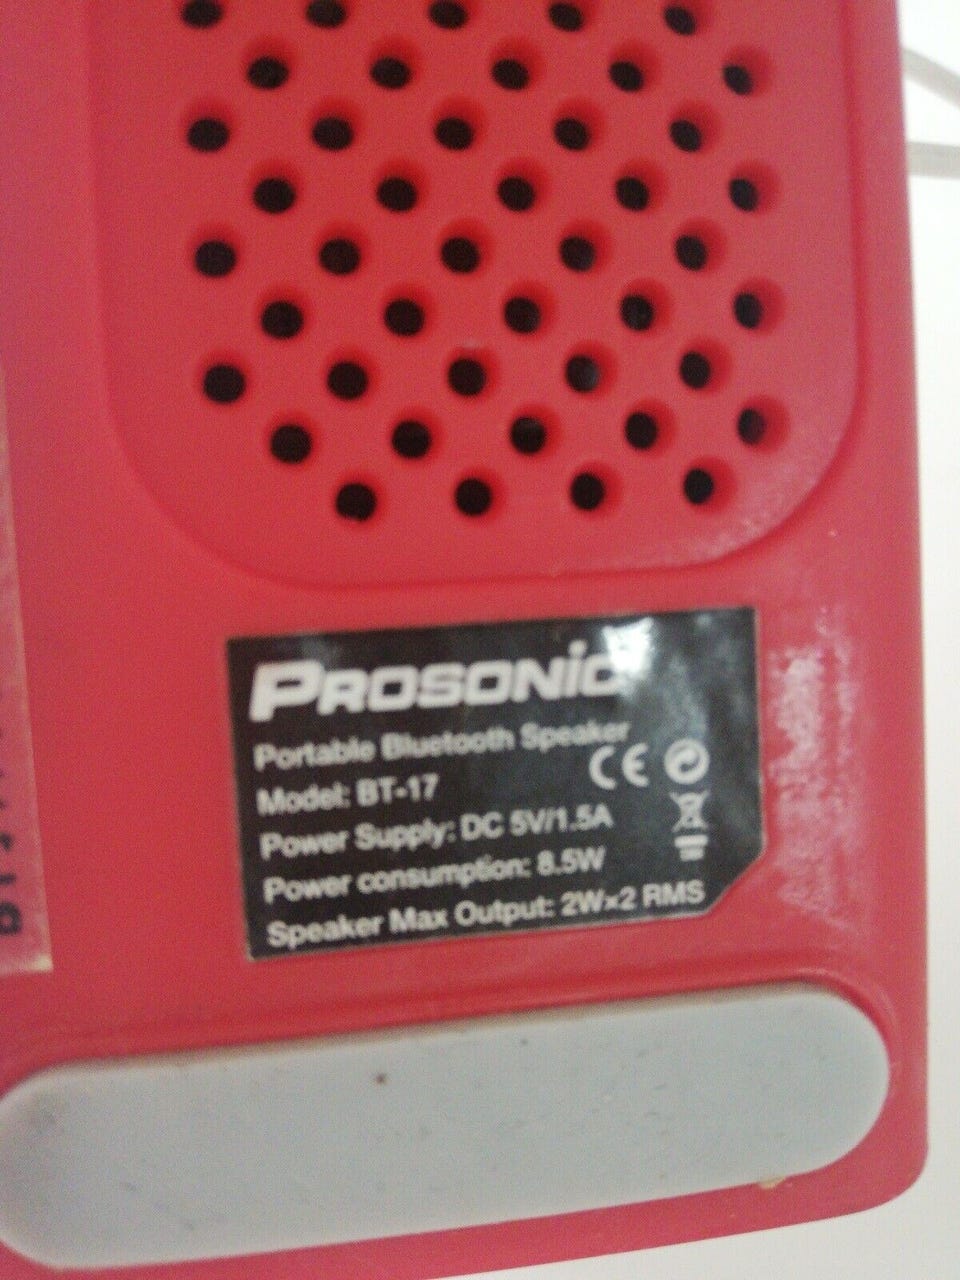 PROSONIC
Portable Bluetooth Speaker
Model: BT-17
CE
Power Supply: DC 5V/1.5A
Power consumption: 8.5W
Speaker Max Output: 2W×2 RMS